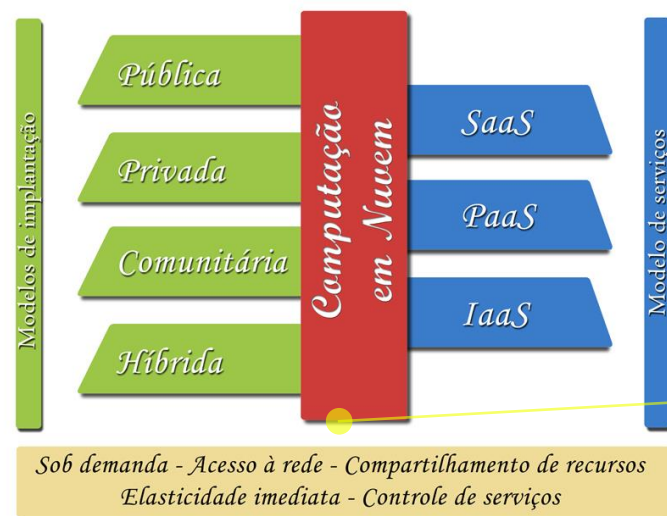 Modelos de implantação
Pública
Privada
Comunitária
Híbrida
Computação
em Nuvem
SaaS
PaaS
IaaS
Modelo de serviços
Sob demanda - Acesso à rede - Compartilhamento de recursos
Elasticidade imediata - Controle de serviços